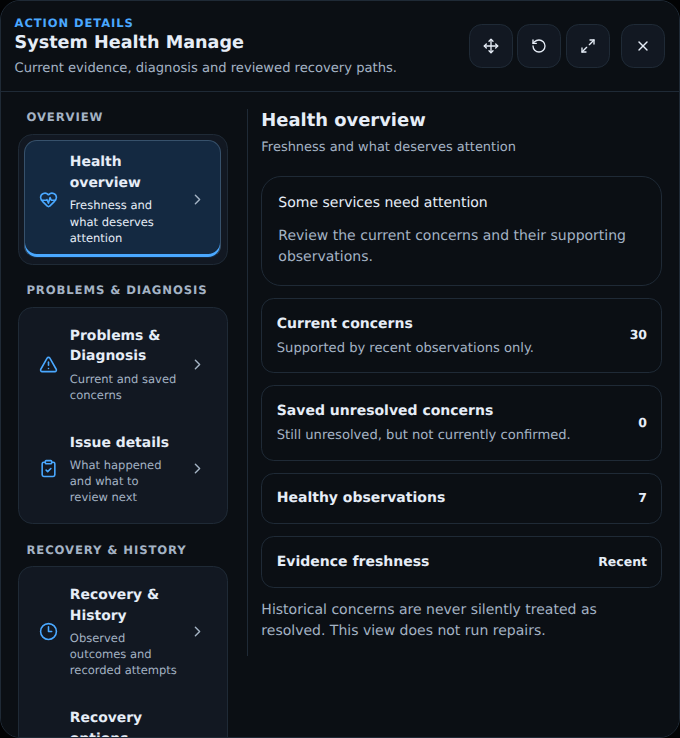 ACTION DETAILS
System Health Manage
Current evidence, diagnosis and reviewed recovery paths.
OVERVIEW
Health
overview
Freshness and
what deserves
attention
PROBLEMS & DIAGNOSIS
Problems &
Diagnosis
Current and saved
concerns
Issue details
What happened
and what to
review next
RECOVERY & HISTORY
Recovery &
History
Observed
outcomes and
recorded attempts
Recovery
options
Health overview
Freshness and what deserves attention
Some services need attention
Review the current concerns and their supporting
observations.
Current concerns
Supported by recent observations only.
30
Saved unresolved concerns
Still unresolved, but not currently confirmed.
0
Healthy observations
7
Evidence freshness
Recent
Historical concerns are never silently treated as
resolved. This view does not run repairs.